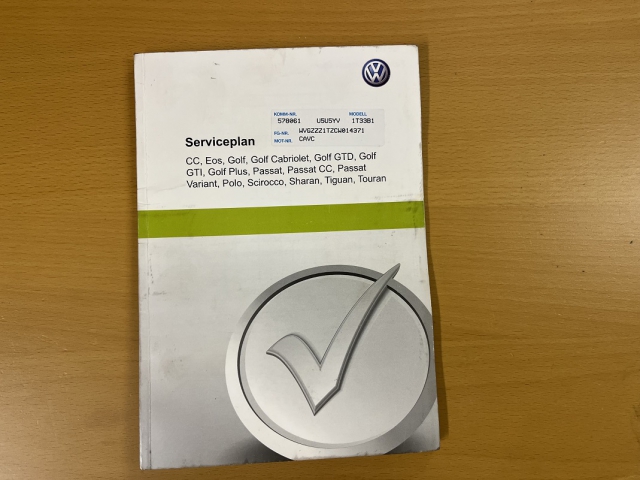 KOMM-NR. MODELL
578061 U5U5YV 1T33B1
FG-NR. WVGZZZ1TZCW014371
MOT-NR. CAVC
Serviceplan
CC, Eos, Golf, Golf Cabriolet, Golf GTD, Golf
GTI, Golf Plus, Passat, Passat CC, Passat
Variant, Polo, Scirocco, Sharan, Tiguan, Touran